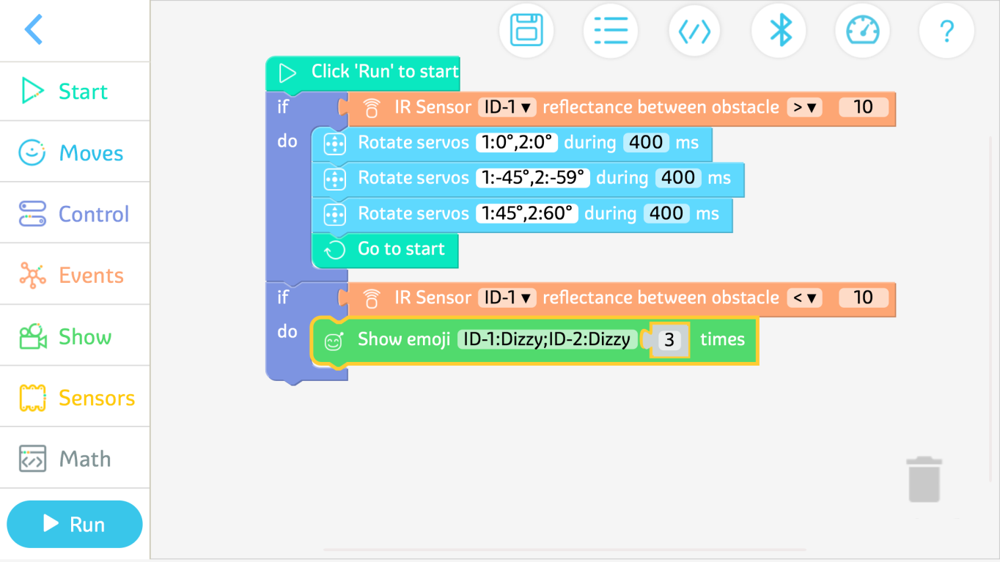 ?
Start
Moves
Control
Events
Show
Sensors
Math
Run
Click 'Run' to start
if IR Sensor ID-1 ▼ reflectance between obstacle > ▼ 10
do Rotate servos 1:0°,2:0° during 400 ms
Rotate servos 1:-45°,2:-59° during 400 ms
Rotate servos 1:45°,2:60° during 400 ms
Go to start
if IR Sensor ID-1 ▼ reflectance between obstacle < ▼ 10
do Show emoji ID-1:Dizzy;ID-2:Dizzy 3 times